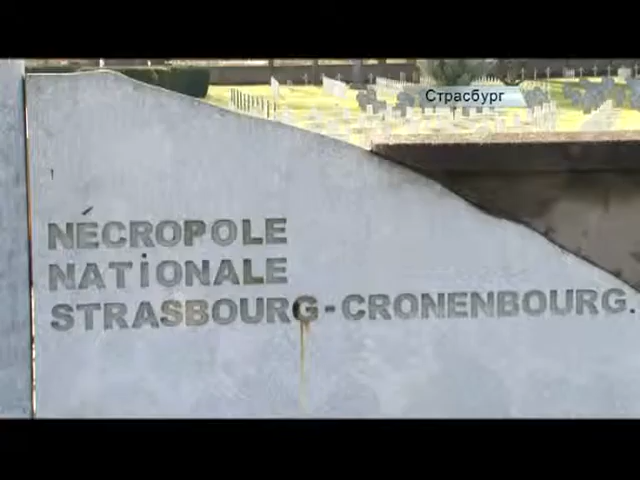 Страсбург
NÉCROPOLE
NATiONALE
STRASBOURG-CRONENBOURG.